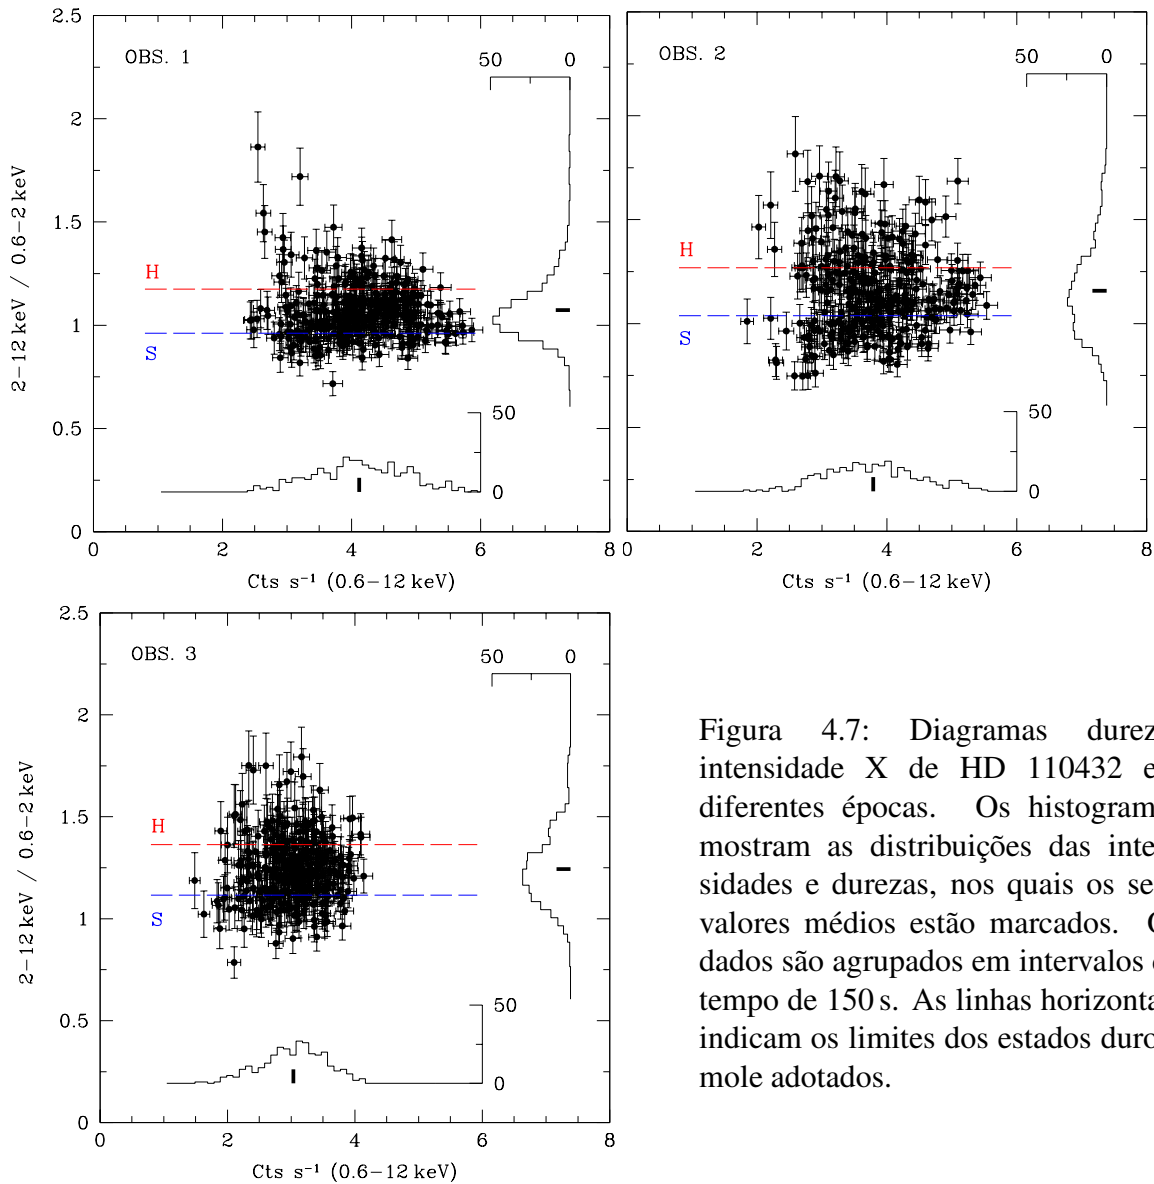 OBS. 1
50 0
2.5
2
1.5
1
0.5
0
H
S
50
0
0 2 4 6 8
2−12 keV / 0.6−2 keV
Cts s⁻¹ (0.6−12 keV)
OBS. 2
50 0
H
S
50
0
0 2 4 6 8
Cts s⁻¹ (0.6−12 keV)
OBS. 3
50 0
2.5
2
1.5
1
0.5
0
H
S
50
0
0 2 4 6 8
2−12 keV / 0.6−2 keV
Cts s⁻¹ (0.6−12 keV)
Figura 4.7: Diagramas durez
intensidade X de HD 110432 e
diferentes épocas. Os histogram
mostram as distribuições das inte
sidades e durezas, nos quais os se
valores médios estão marcados. O
dados são agrupados em intervalos
tempo de 150 s. As linhas horizonta
indicam os limites dos estados duro
mole adotados.